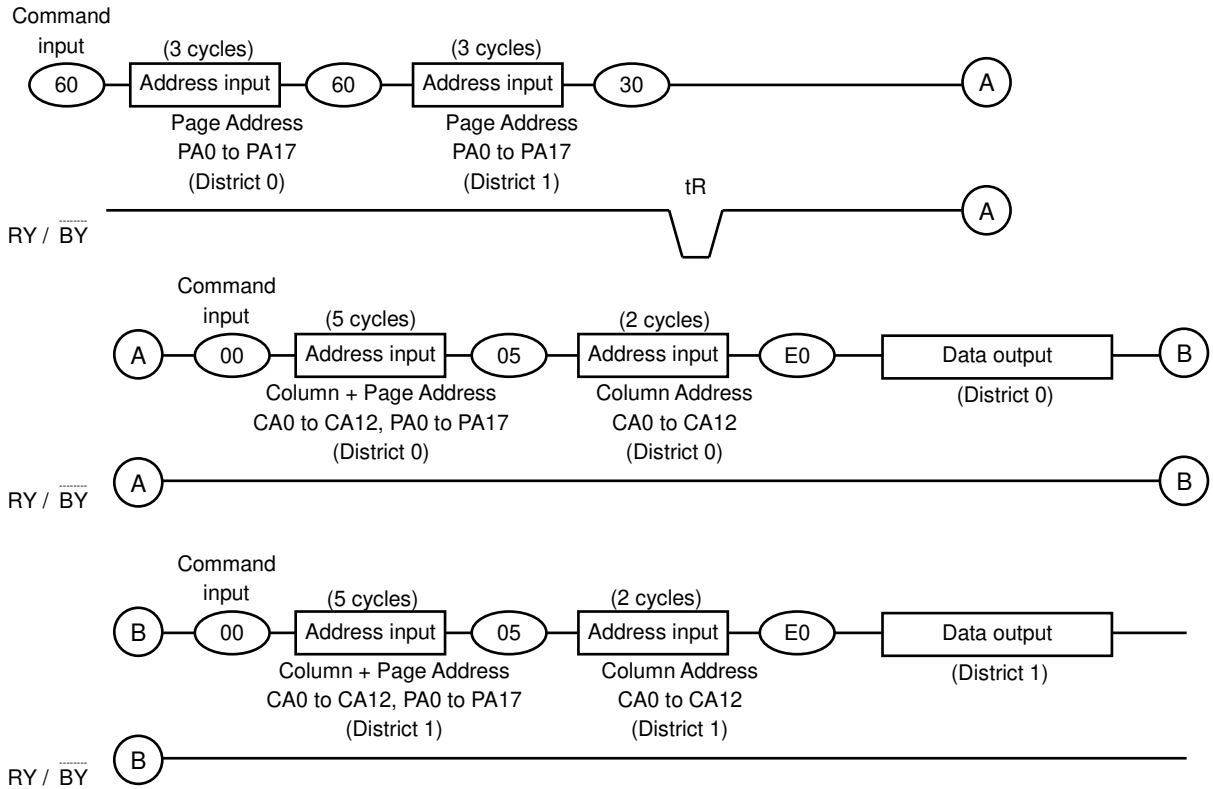 Command
input
(3 cycles)
(3 cycles)
60
Address input
60
Address input
30
A
Page Address
PA0 to PA17
(District 0)
Page Address
PA0 to PA17
(District 1)
tR
A
RY / BY
Command
input
(5 cycles)
(2 cycles)
A
00
Address input
05
Address input
E0
Data output
B
Column + Page Address
CA0 to CA12, PA0 to PA17
(District 0)
Column Address
CA0 to CA12
(District 0)
(District 0)
A
B
RY / BY
Command
input
(5 cycles)
(2 cycles)
B
00
Address input
05
Address input
E0
Data output
Column + Page Address
CA0 to CA12, PA0 to PA17
(District 1)
Column Address
CA0 to CA12
(District 1)
(District 1)
B
RY / BY